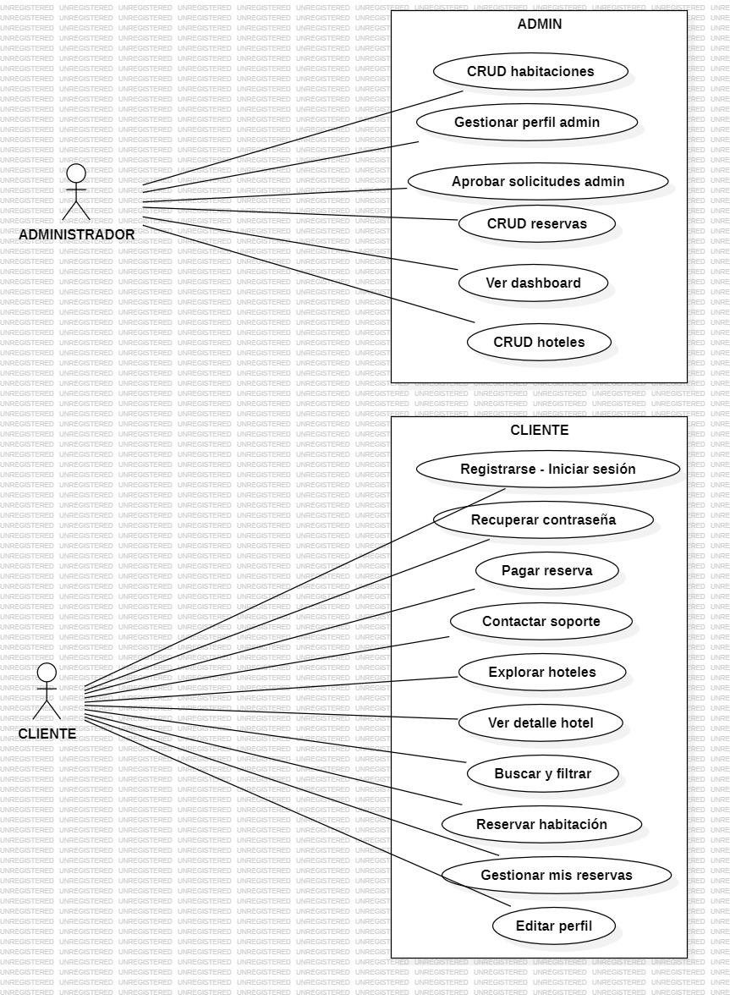 ADMIN
CRUD habitaciones
Gestionar perfil admin
Aprobar solicitudes admin
CRUD reservas
ADMINISTRADOR
Ver dashboard
CRUD hoteles
CLIENTE
Registrarse - Iniciar sesión
Recuperar contraseña
Pagar reserva
Contactar soporte
Explorar hoteles
Ver detalle hotel
CLIENTE
Buscar y filtrar
Reservar habitación
Gestionar mis reservas
Editar perfil
UNREGISTERED